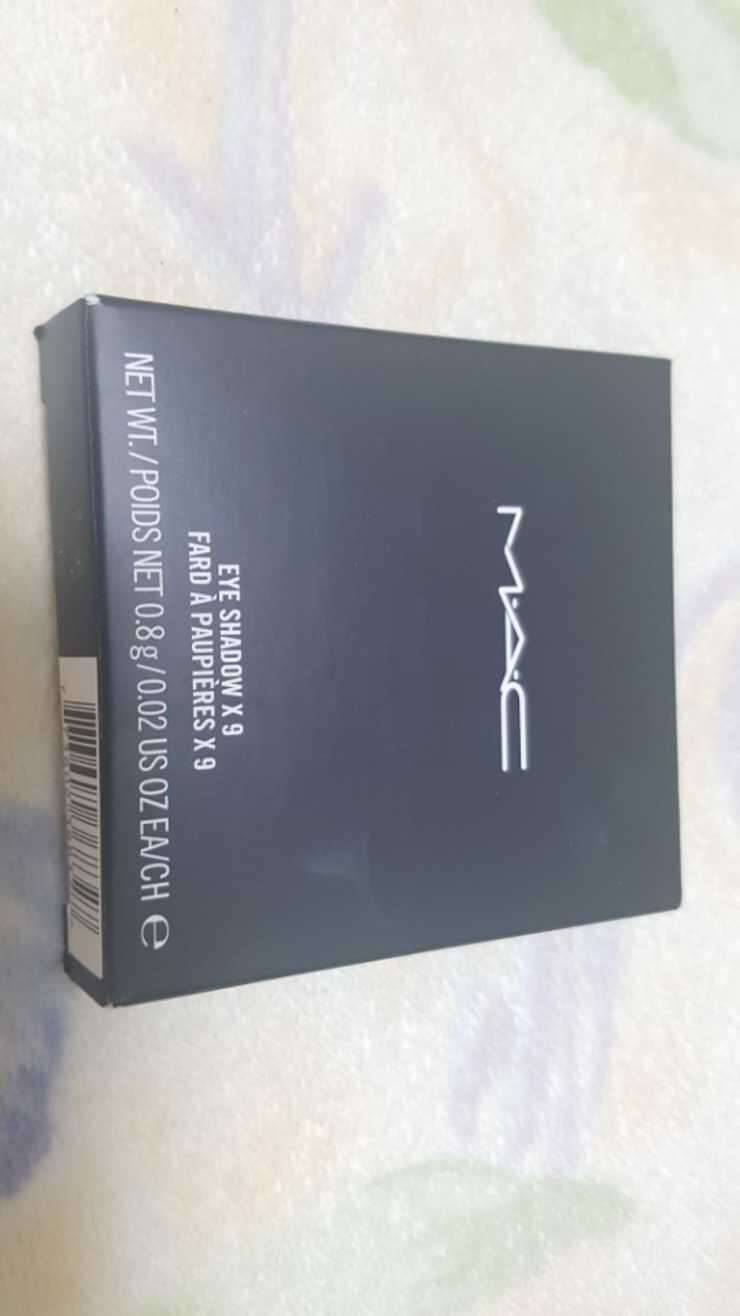 MAC
EYE SHADOW X 9
FARD À PAUPIÈRES X 9
NET WT. / POIDS NET 0.8 g / 0.02 US OZ EA/CH ℮